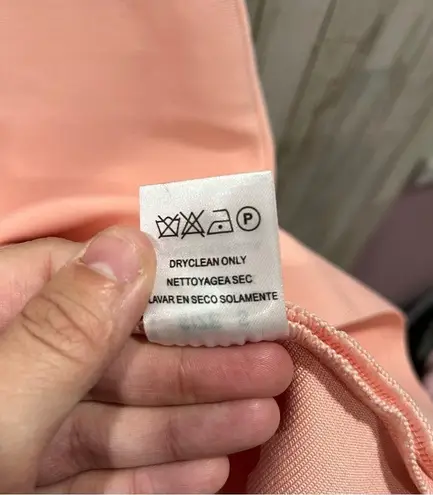 P
DRYCLEAN ONLY
NETTOYAGEA SEC
LAVAR EN SECO SOLAMENTE